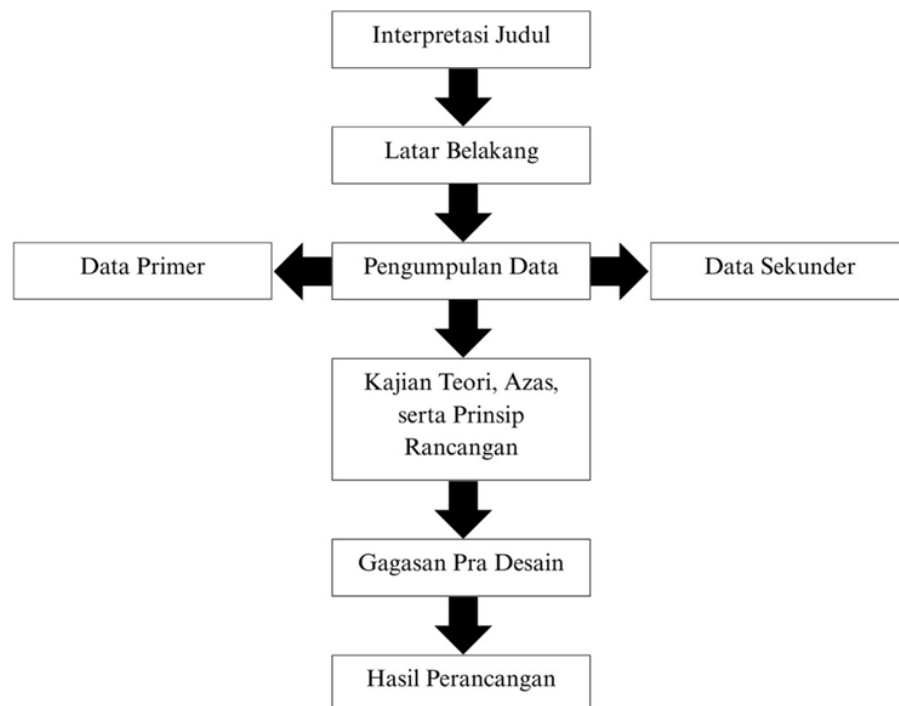 Interpretasi Judul
Latar Belakang
Data Primer
Pengumpulan Data
Data Sekunder
Kajian Teori, Azas,
serta Prinsip
Rancangan
Gagasan Pra Desain
Hasil Perancangan